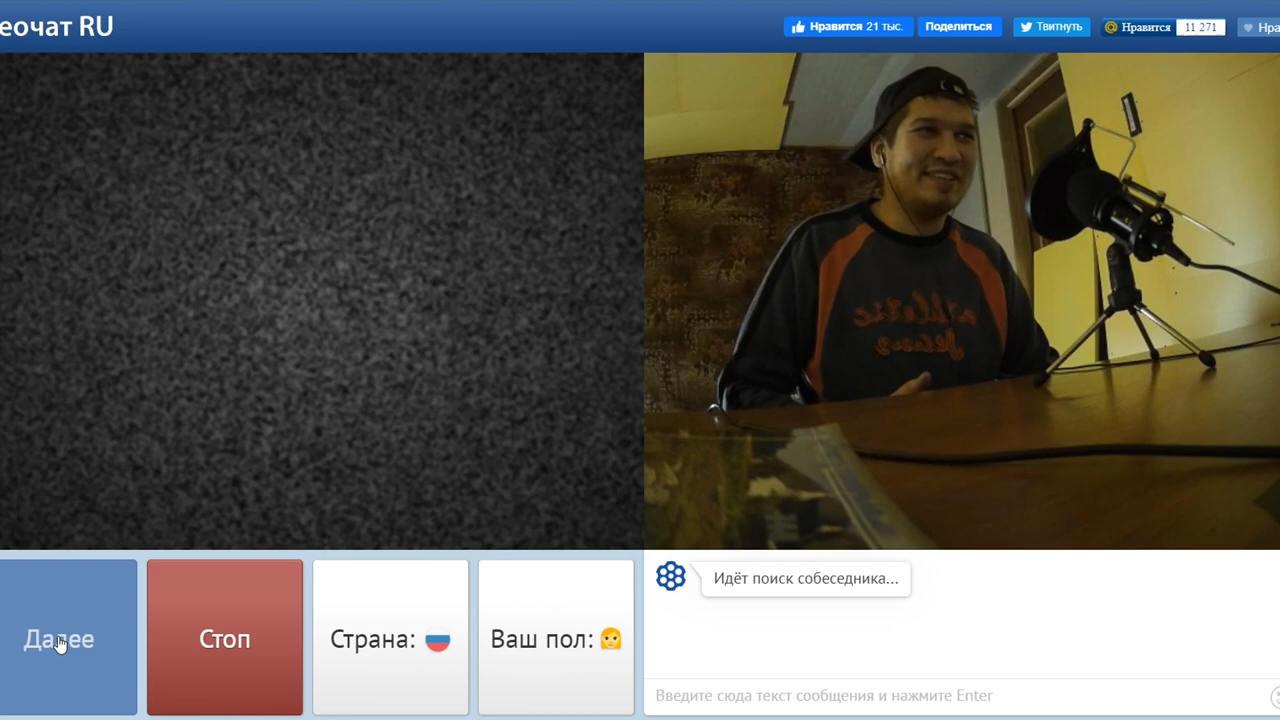 еочат RU
Нравится 21 тыс.
Поделиться
Твитнуть
Нравится
11 271
Нра
Идёт поиск собеседника...
Далее
Стоп
Страна:
Ваш пол:
Введите сюда текст сообщения и нажмите Enter